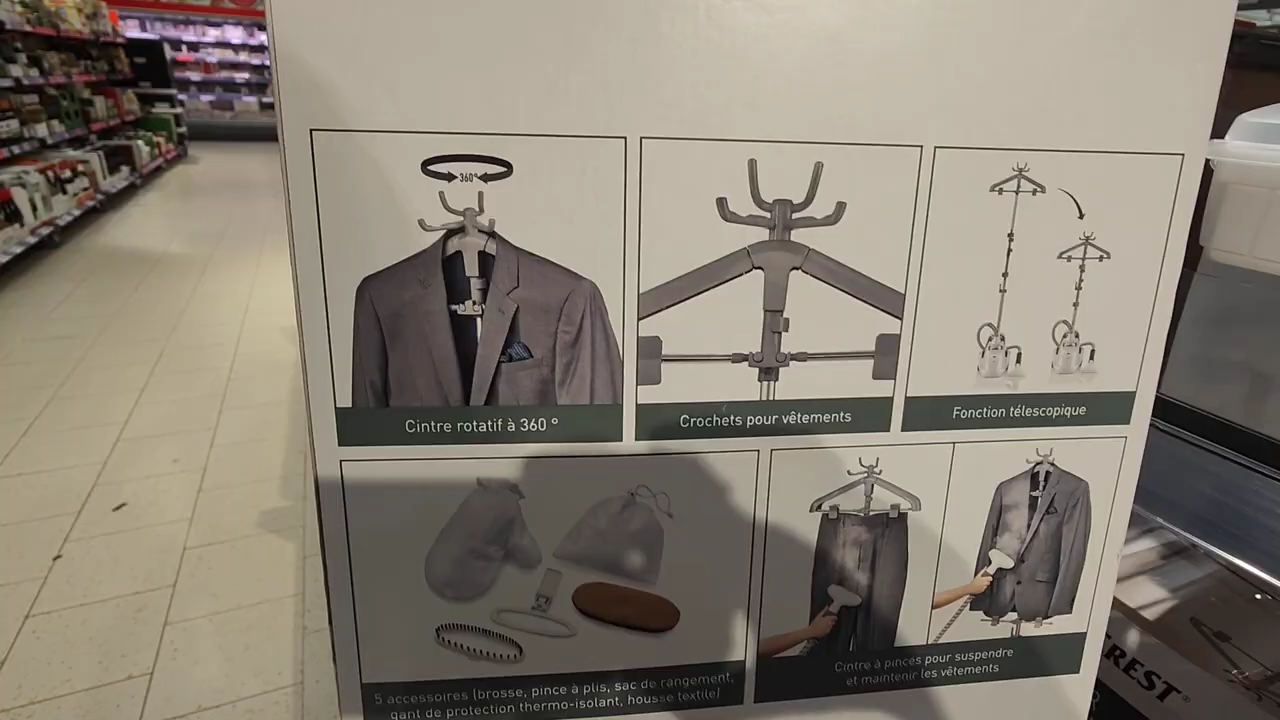 360°
Cintre rotatif à 360 °
Crochets pour vêtements
Fonction télescopique
5 accessoires (brosse, pince à plis, sac de rangement,
gant de protection thermo-isolant, housse textile)
Cintre à pinces pour suspendre
et maintenir les vêtements
REST®